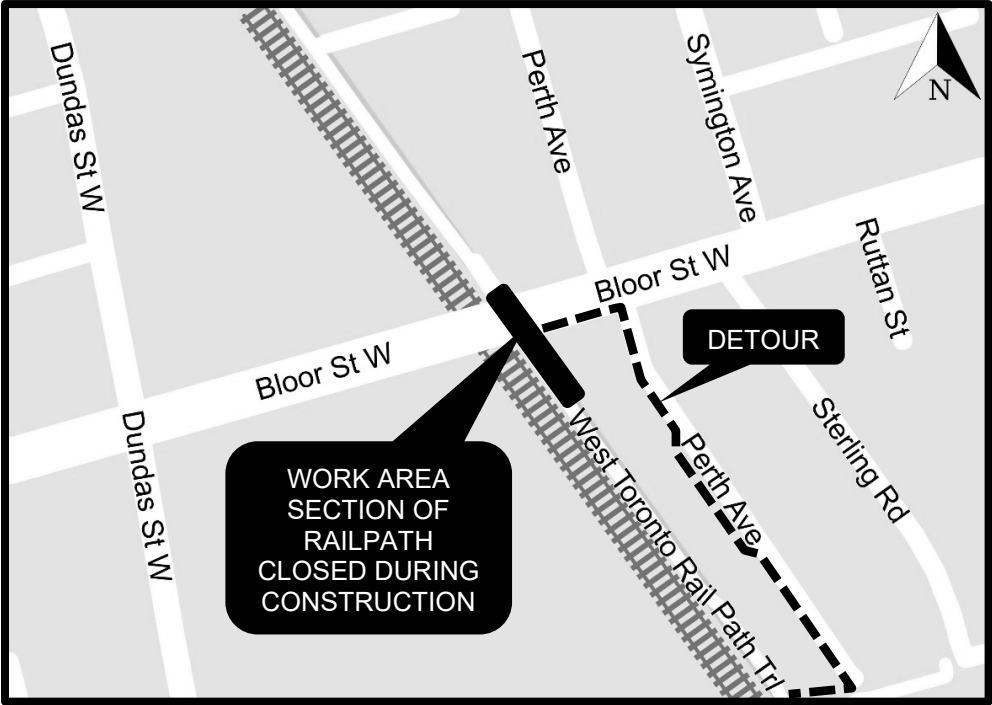 Dundas St W
Perth Ave
Symington Ave
N
Ruttan St
Bloor St W
DETOUR
Bloor St W
Dundas St W
Sterling Rd
Perth Ave
West Toronto Rail Path Trl
WORK AREA
SECTION OF
RAILPATH
CLOSED DURING
CONSTRUCTION